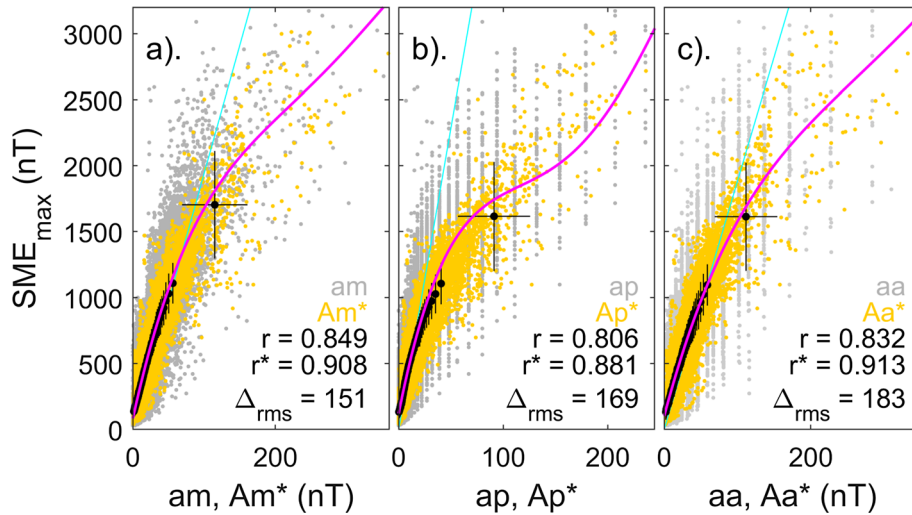 SME_max (nT)
3000
2500
2000
1500
1000
500
0
a).
am
Am*
r = 0.849
r* = 0.908
Δ_rms = 151
0 200
am, Am* (nT)
b).
ap
Ap*
r = 0.806
r* = 0.881
Δ_rms = 169
0 50 100 150 200
ap, Ap*
c).
aa
Aa*
r = 0.832
r* = 0.913
Δ_rms = 183
0 200
aa, Aa* (nT)